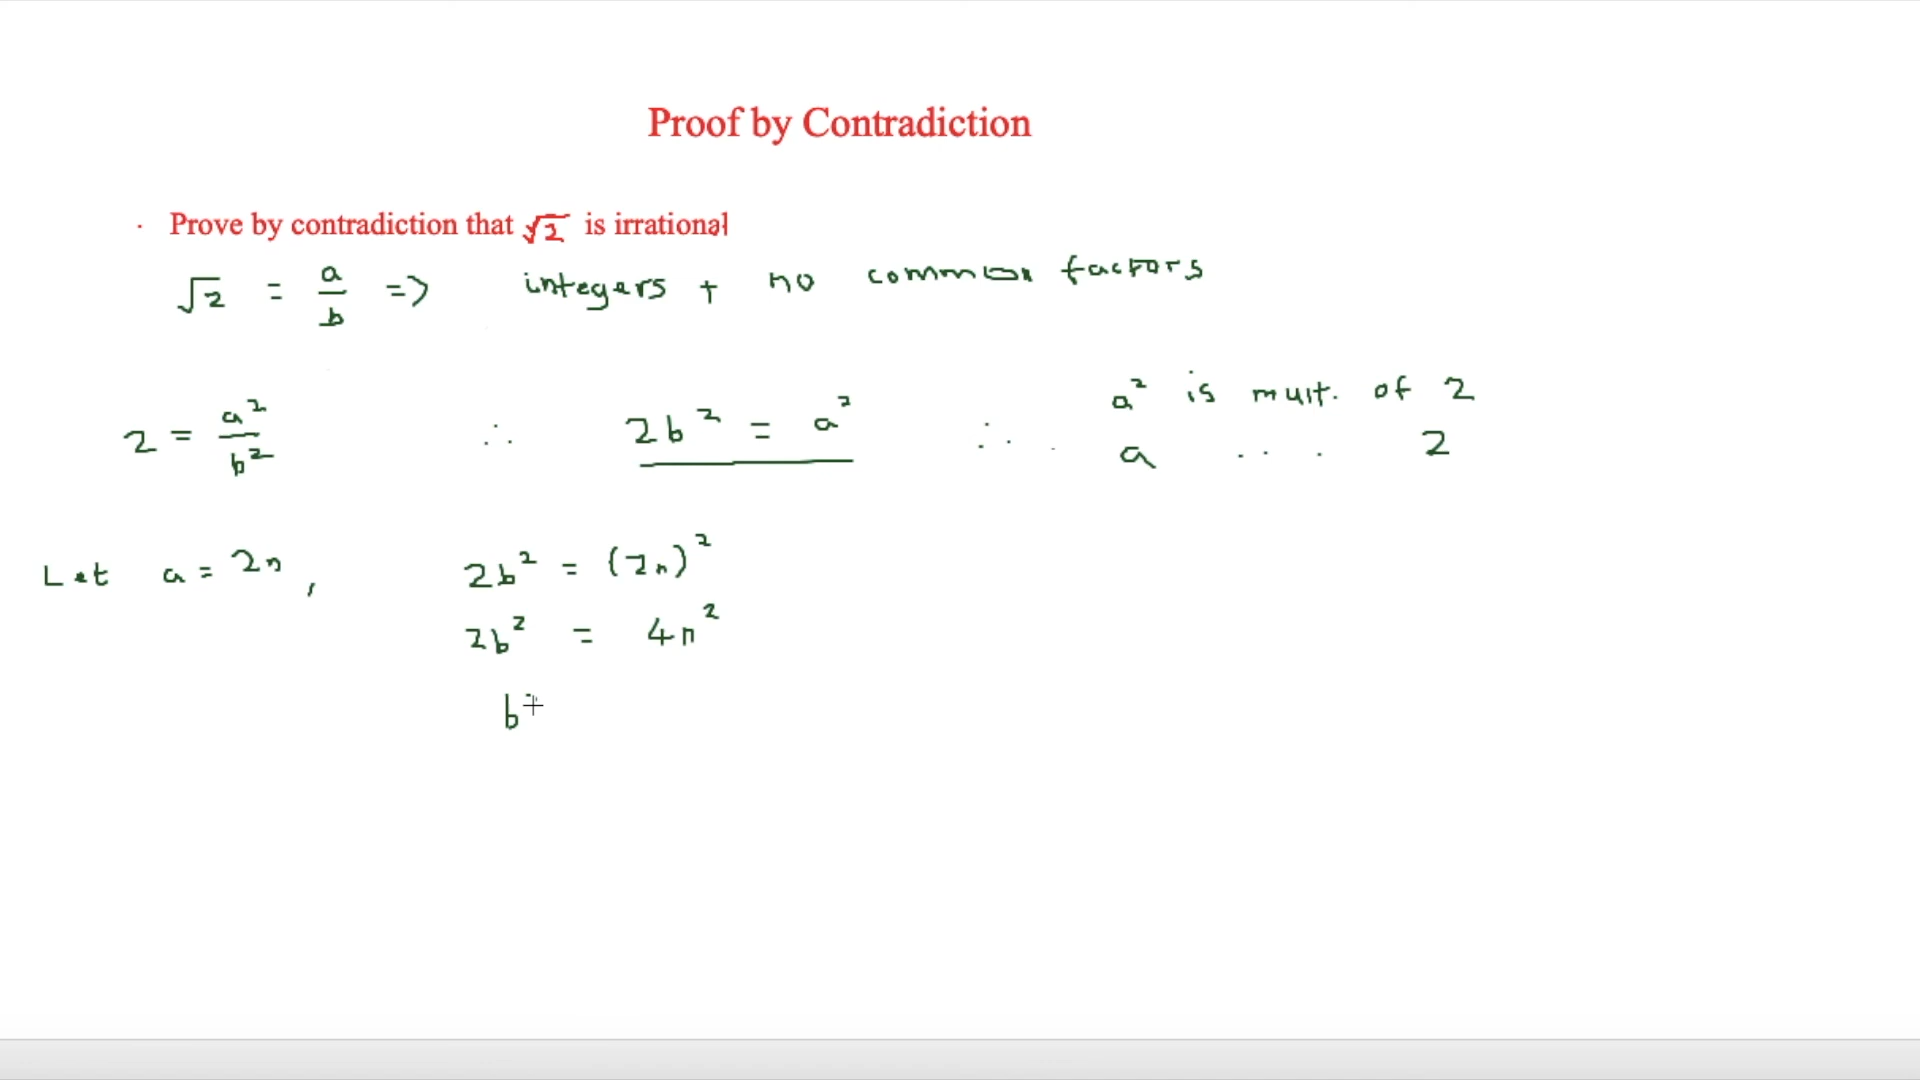 Proof by Contradiction
· Prove by contradiction that √2 is irrational
√2 = a/b => integers + no common factors
2 = a²/b² ∴ 2b² = a² ∴ a² is mult. of 2
a . . . 2
Let a = 2n, 2b² = (2n)²
2b² = 4n²
b